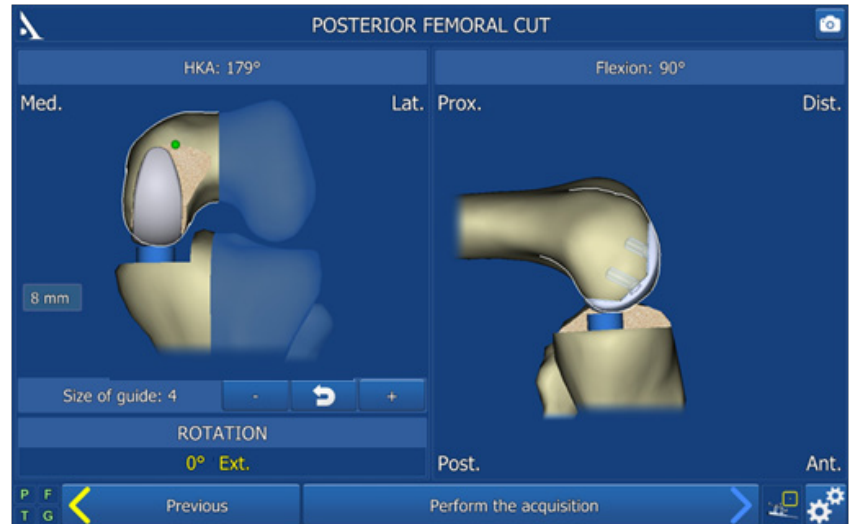 POSTERIOR FEMORAL CUT
HKA: 179°
Flexion: 90°
Med.
Lat.
Prox.
Dist.
8 mm
Size of guide: 4
-
+
ROTATION
0° Ext.
Post.
Ant.
P F
T G
Previous
Perform the acquisition